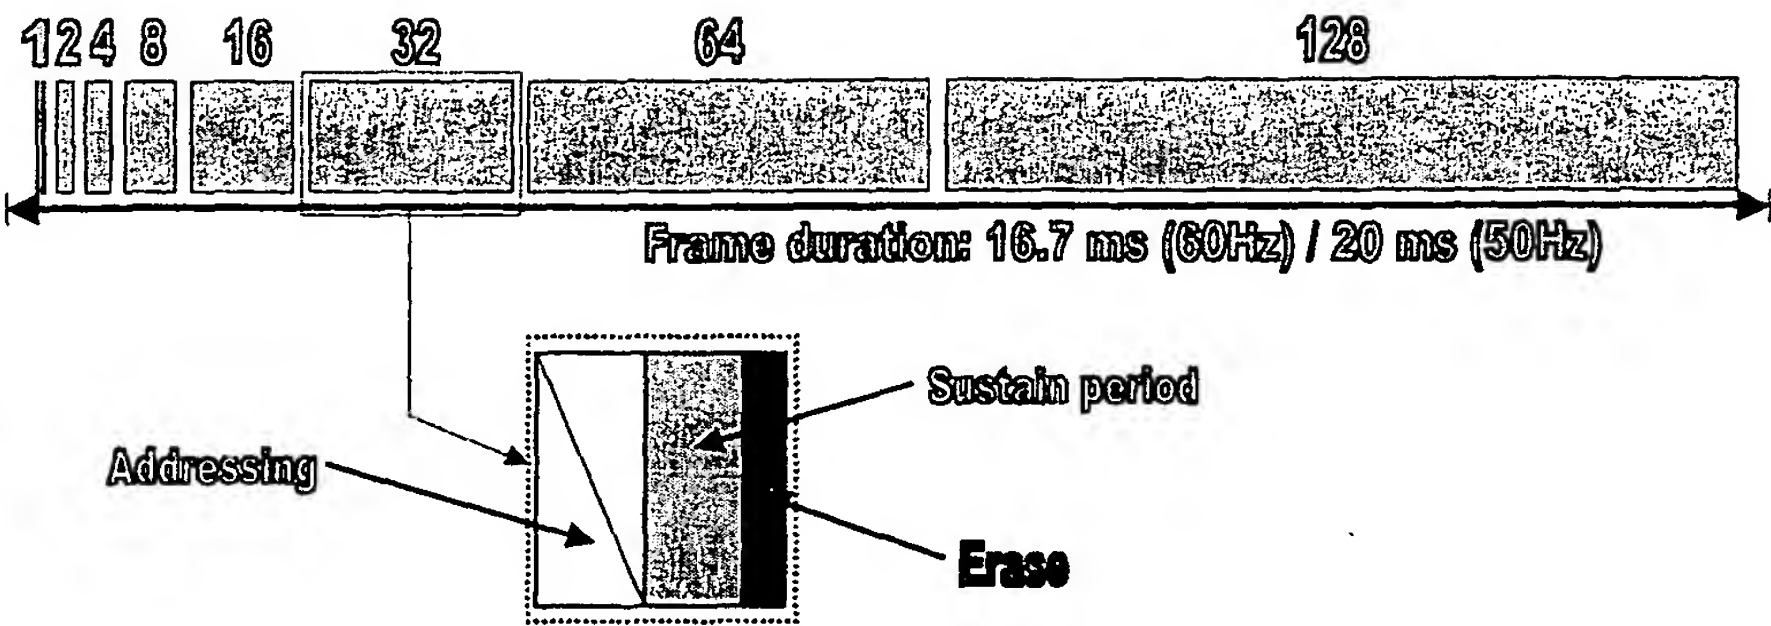 1 2 4 8 16 32 64 128
Frame duration: 16.7 ms (60Hz) / 20 ms (50Hz)
Sustain period
Addressing
Erase